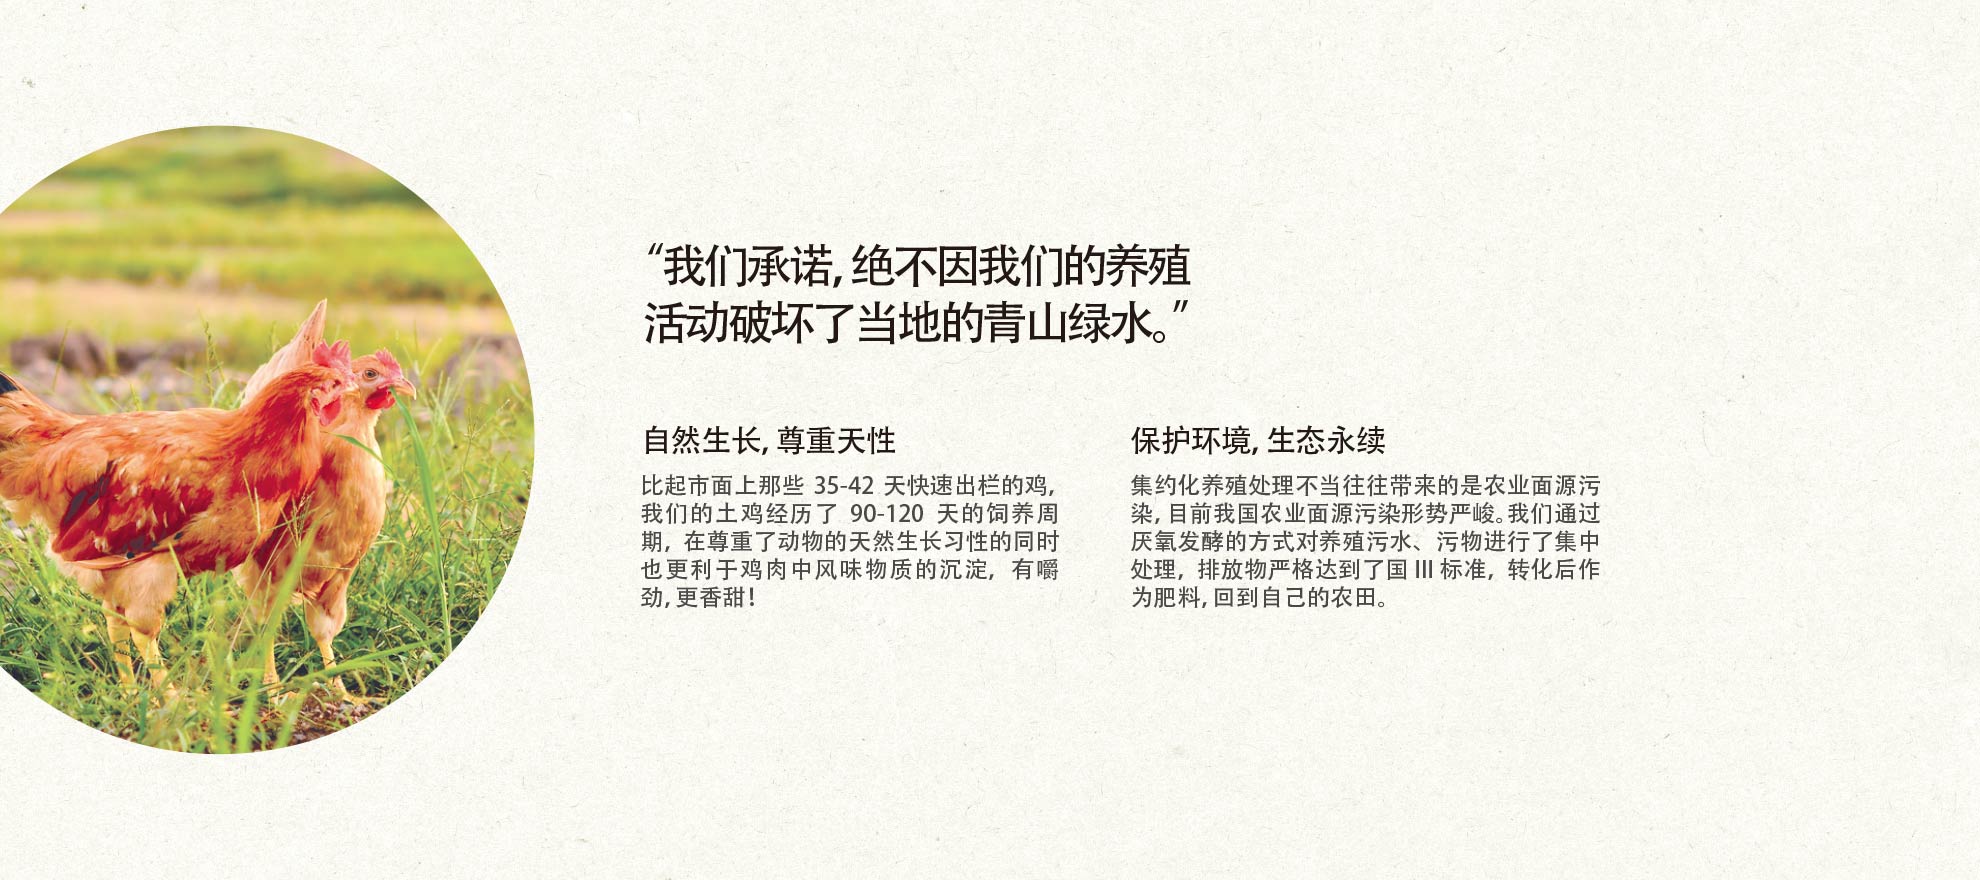 “我们承诺, 绝不因我们的养殖
活动破坏了当地的青山绿水。”
自然生长, 尊重天性
比起市面上那些 35-42 天快速出栏的鸡,
我们的土鸡经历了 90-120 天的饲养周
期, 在尊重了动物的天然生长习性的同时
也更利于鸡肉中风味物质的沉淀, 有嚼
劲, 更香甜!
保护环境, 生态永续
集约化养殖处理不当往往带来的是农业面源污
染, 目前我国农业面源污染形势严峻。我们通过
厌氧发酵的方式对养殖污水、污物进行了集中
处理, 排放物严格达到了国 III 标准, 转化后作
为肥料, 回到自己的农田。